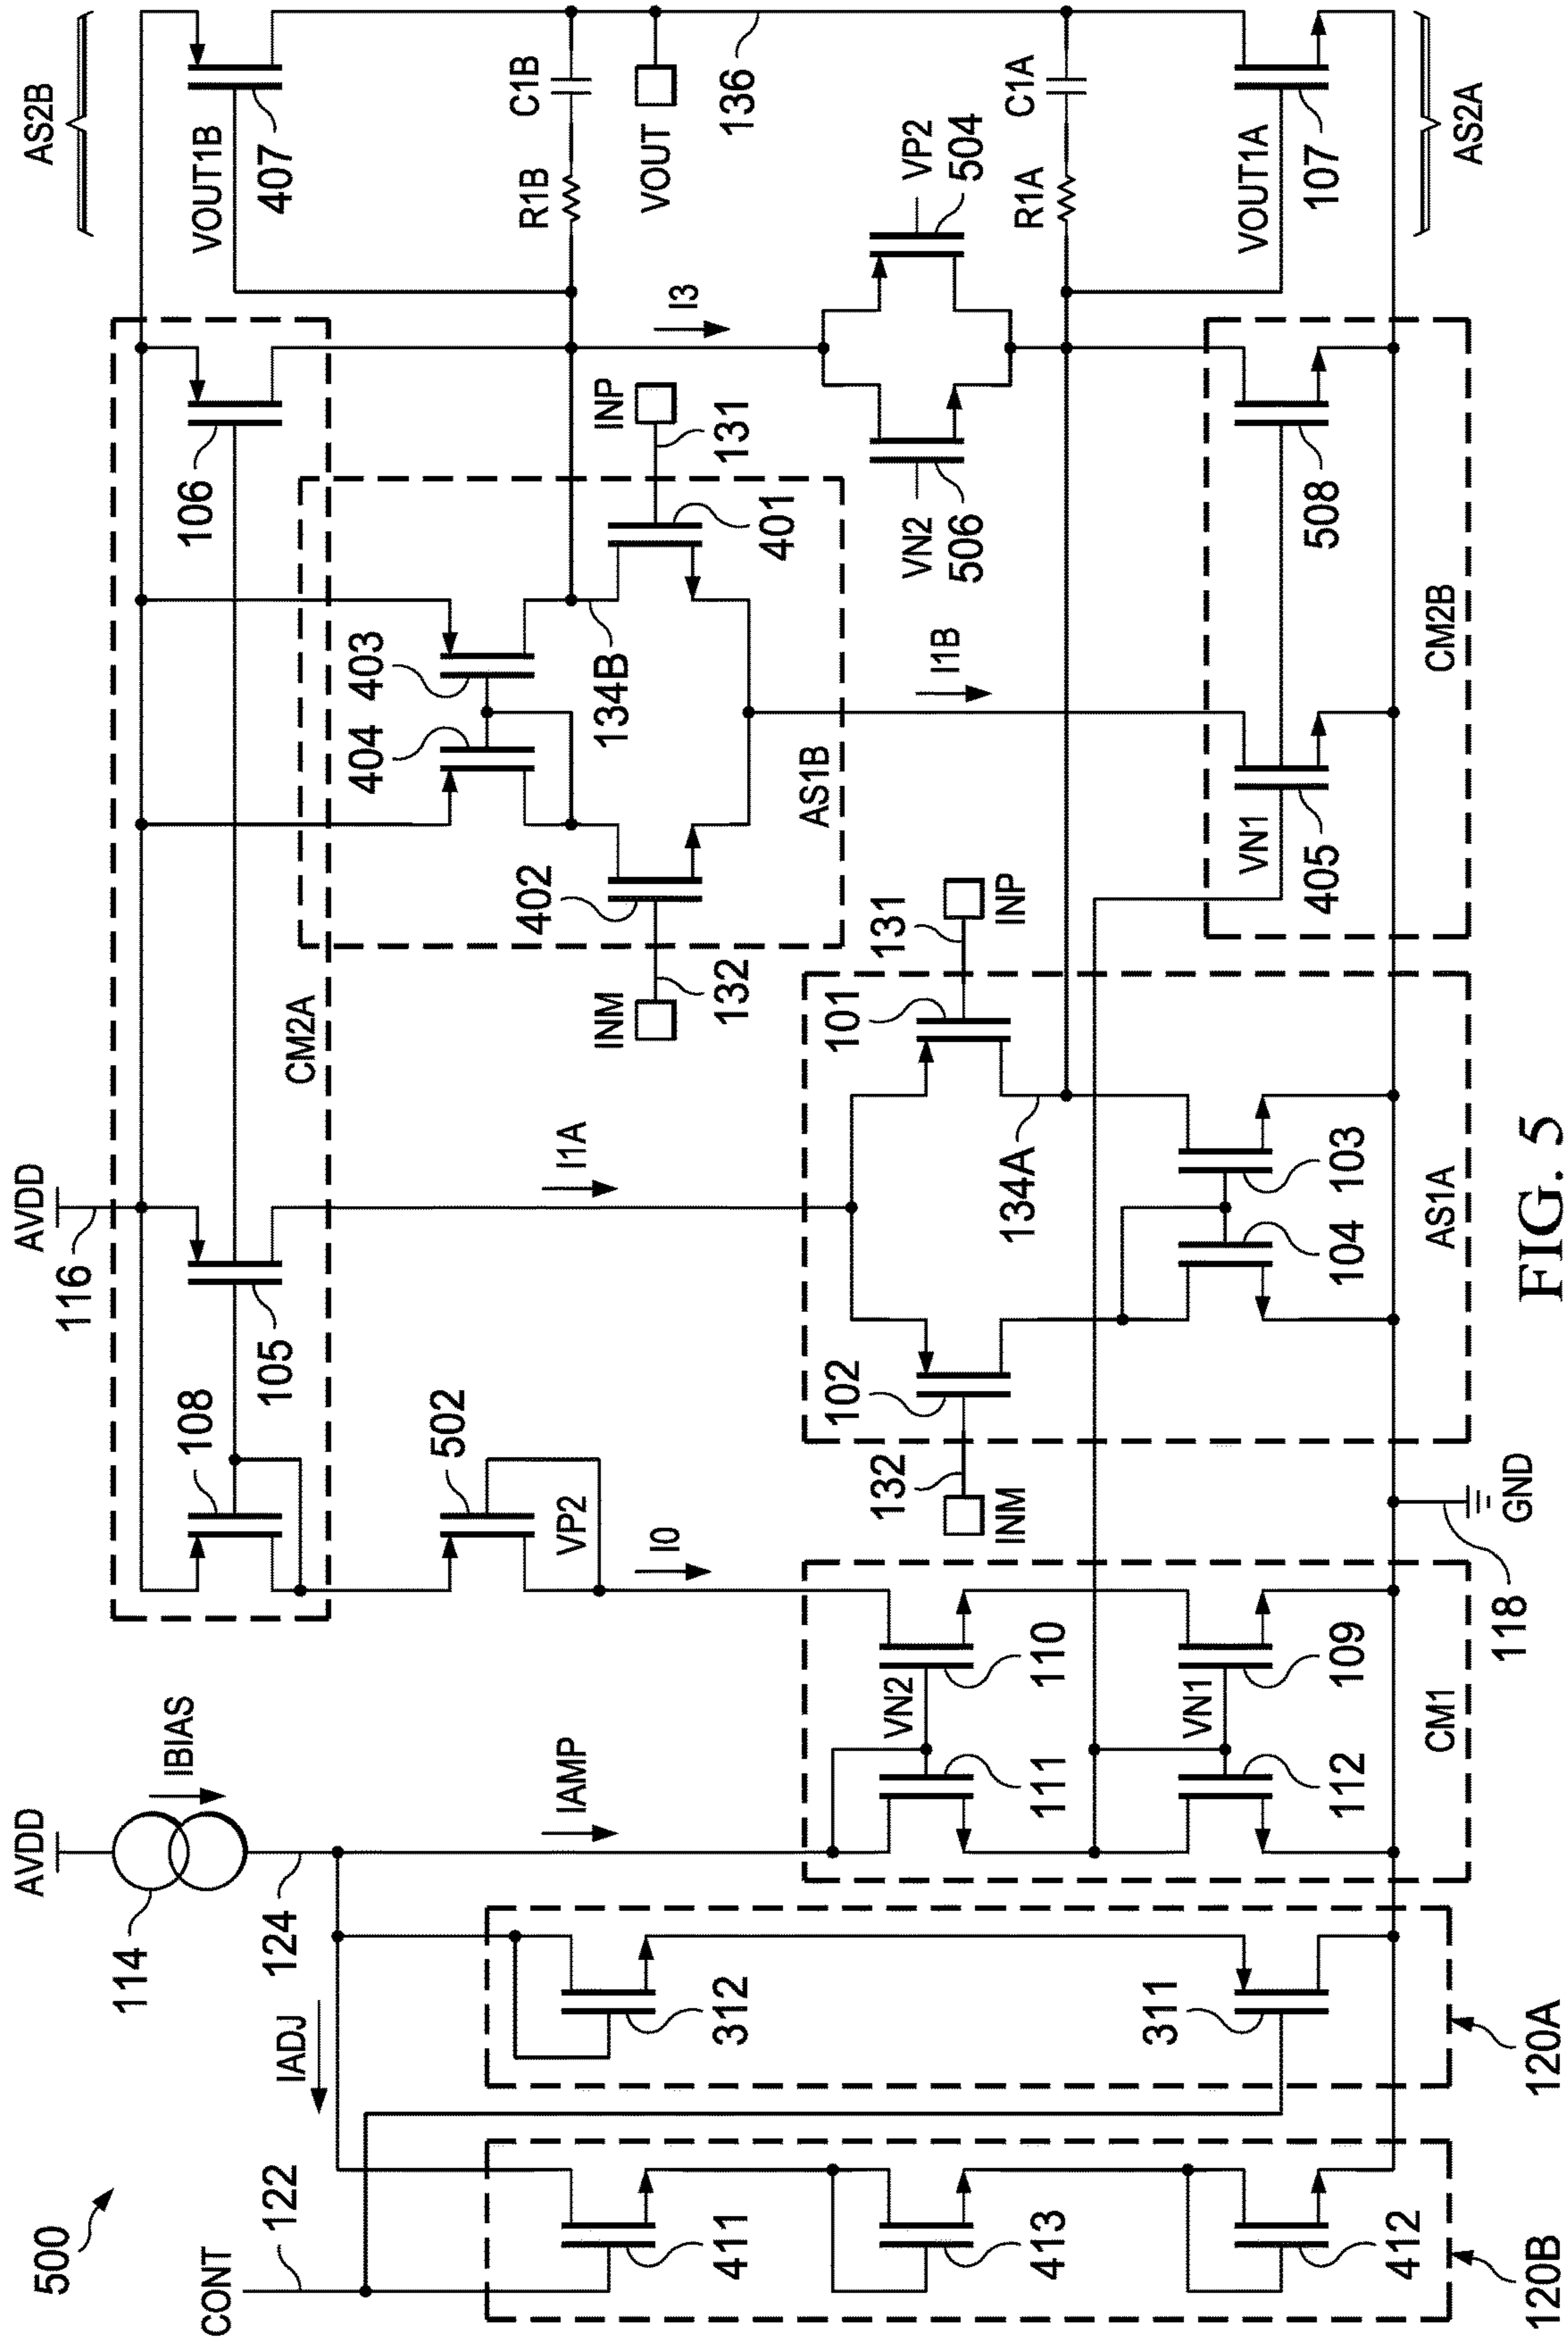 500
CONT
122
IADJ
114
AVDD
IBIAS
124
IAMP
411
413
412
120B
312
311
120A
111
VN2
110
112
VN1
109
CM1
108
502
VP2
I0
118
GND
AVDD
116
105
CM2A
I1A
INM
132
102
101
131
INP
134A
104
103
AS1A
INM
132
402
404
403
134B
401
131
INP
AS1B
I1B
VN1
405
508
CM2B
106
I3
VN2
506
VP2
504
AS2B
VOUT1B
407
R1B
C1B
VOUT
136
R1A
C1A
VOUT1A
107
AS2A
FIG. 5